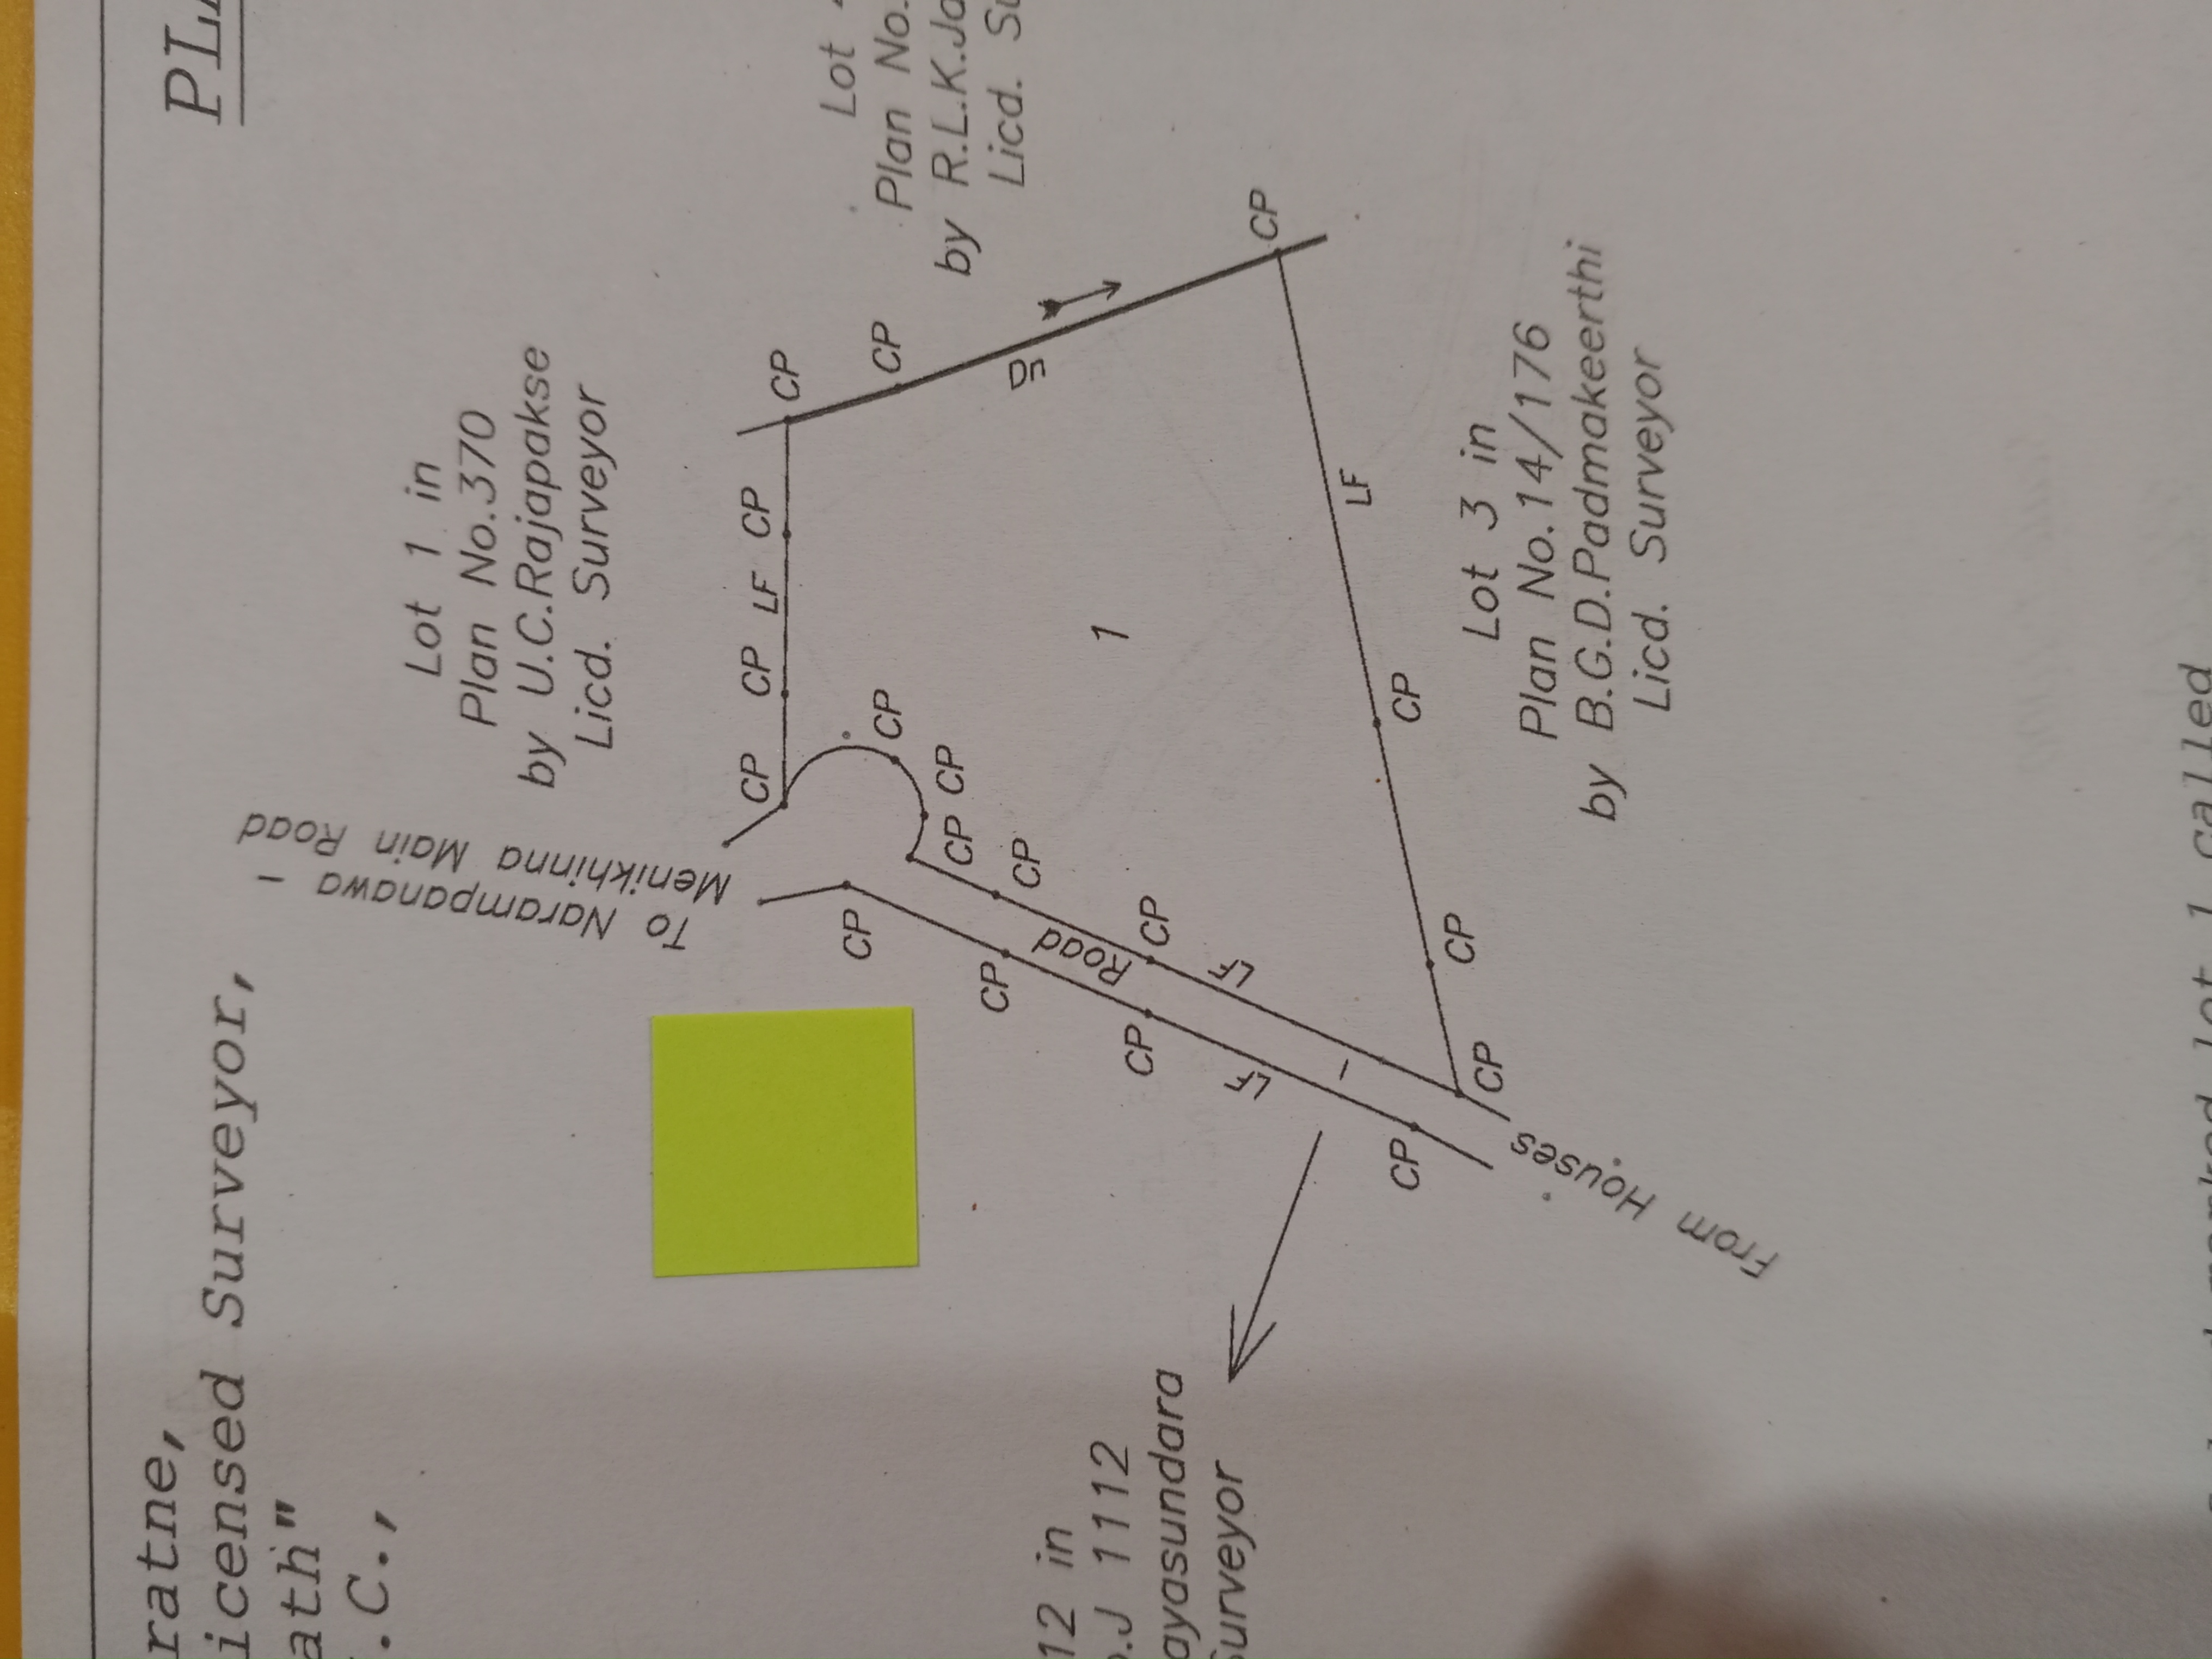 ratne,
icensed Surveyor,
ath"
.C.,
PLA
To Narampanawa -
Menikhinna Main Road
Lot 1 in
Plan No.370
by U.C.Rajapakse
Licd. Surveyor
CP CP LF CP
CP
CP
CP
CP
CP CP
CP
CP
CP
CP
Road
CP
LF
LF
Dn
1
Lot 4
Plan No.
by R.L.K.Ja
Licd. Su
12 in
o.J 1112
ayasundara
Surveyor
CP
CP
CP
CP
CP
LF
Lot 3 in
Plan No.14/176
by B.G.D.Padmakeerthi
Licd. Surveyor
From Houses
marked lot 1 called